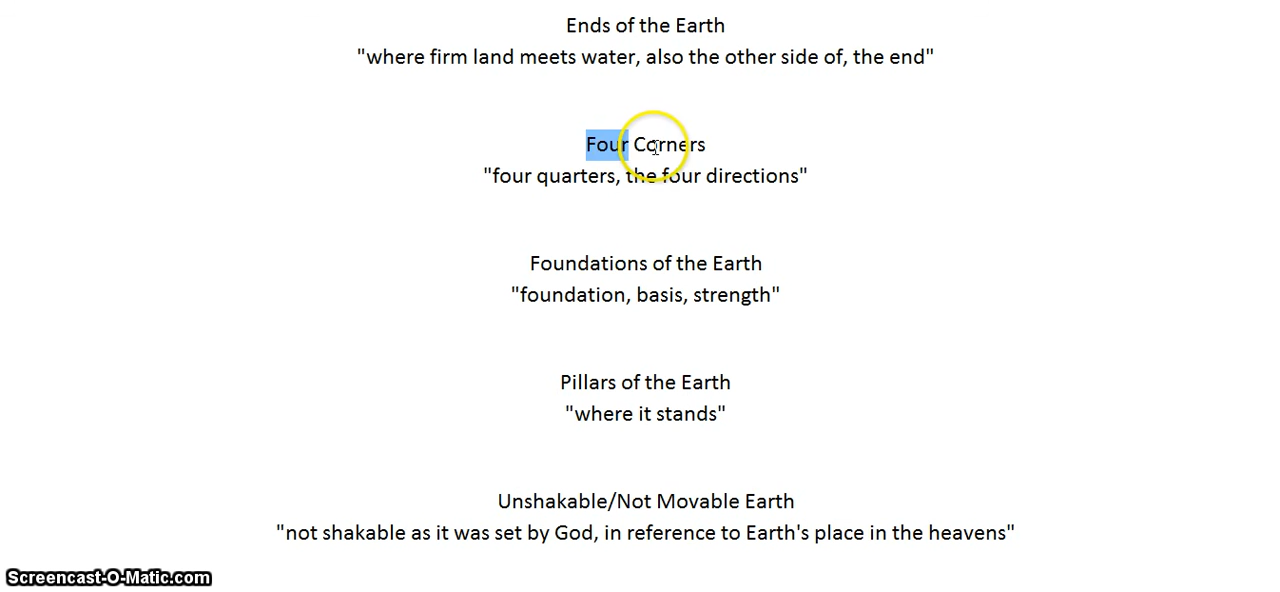 Ends of the Earth
"where firm land meets water, also the other side of, the end"
Four Corners
"four quarters, the four directions"
Foundations of the Earth
"foundation, basis, strength"
Pillars of the Earth
"where it stands"
Unshakable/Not Movable Earth
"not shakable as it was set by God, in reference to Earth's place in the heavens"
Screencast-O-Matic.com